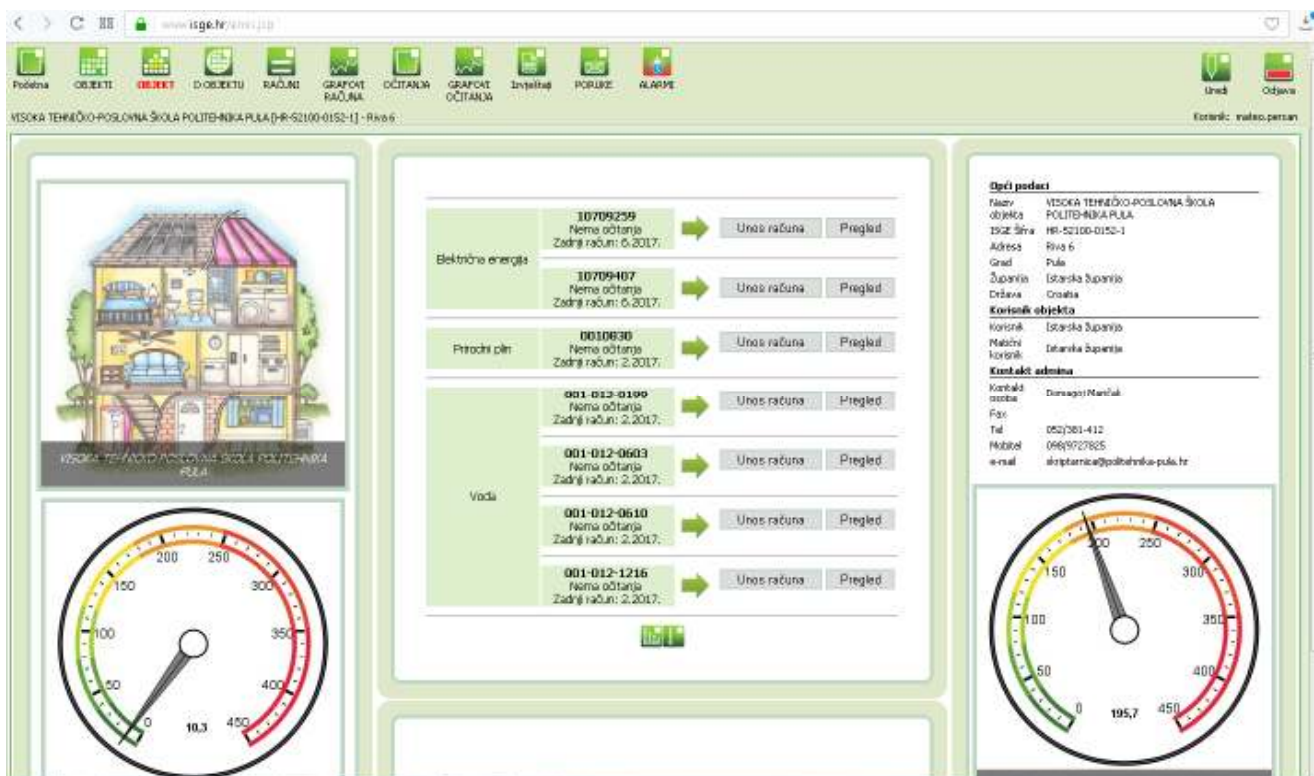 www.isge.hr
Početna
OBJEKTI
OBJEKT
O OBJEKTU
RAČUNI
GRAFOVI
RAČUNA
OČITANJA
GRAFOVI
OČITANJA
Izvještaji
PORUKE
ALARMI
Uredi
Odjava
VISOKA TEHNIČKO-POSLOVNA ŠKOLA POLITEHNIKA PULA [HR-52100-0152-1] - Riva 6
Korisnik: mateo.persan
VISOKA TEHNIČKO-POSLOVNA ŠKOLA POLITEHNIKA
PULA
0
50
100
150
200
250
300
350
400
450
10,3
Električna energija
10709259
Nema očitanja
Zadnji račun: 6.2017.
Unos računa
Pregled
10709407
Nema očitanja
Zadnji račun: 6.2017.
Unos računa
Pregled
Prirodni plin
0010830
Nema očitanja
Zadnji račun: 2.2017.
Unos računa
Pregled
Voda
001-012-0199
Nema očitanja
Zadnji račun: 2.2017.
Unos računa
Pregled
001-012-0603
Nema očitanja
Zadnji račun: 2.2017.
Unos računa
Pregled
001-012-0610
Nema očitanja
Zadnji račun: 2.2017.
Unos računa
Pregled
001-012-1216
Nema očitanja
Zadnji račun: 2.2017.
Unos računa
Pregled
Opći podaci
Naziv VISOKA TEHNIČKO-POSLOVNA ŠKOLA
objekta POLITEHNIKA PULA
ISGE Šifra HR-52100-0152-1
Adresa Riva 6
Grad Pula
Županija Istarska županija
Država Croatia
Korisnik objekta
Korisnik Istarska županija
Matični
korisnik Istarska županija
Kontakt admina
Kontakt
osoba Domagoj
Fax
Tel 052/381-412
Mobitel 098/9727825
e-mail skriptarnica@politehnika-pula.hr
0
50
100
150
200
250
300
350
400
450
195,7